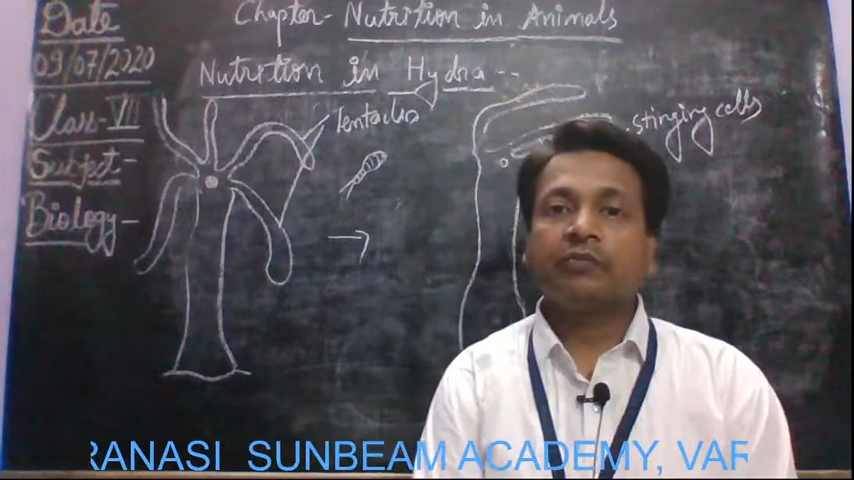 Date
09/07/2020
Class-VII
Subject-
Biology-
Chapter- Nutrition in Animals
Nutrition in Hydra --
Tentacles
stinging cells
RANASI SUNBEAM ACADEMY, VAR